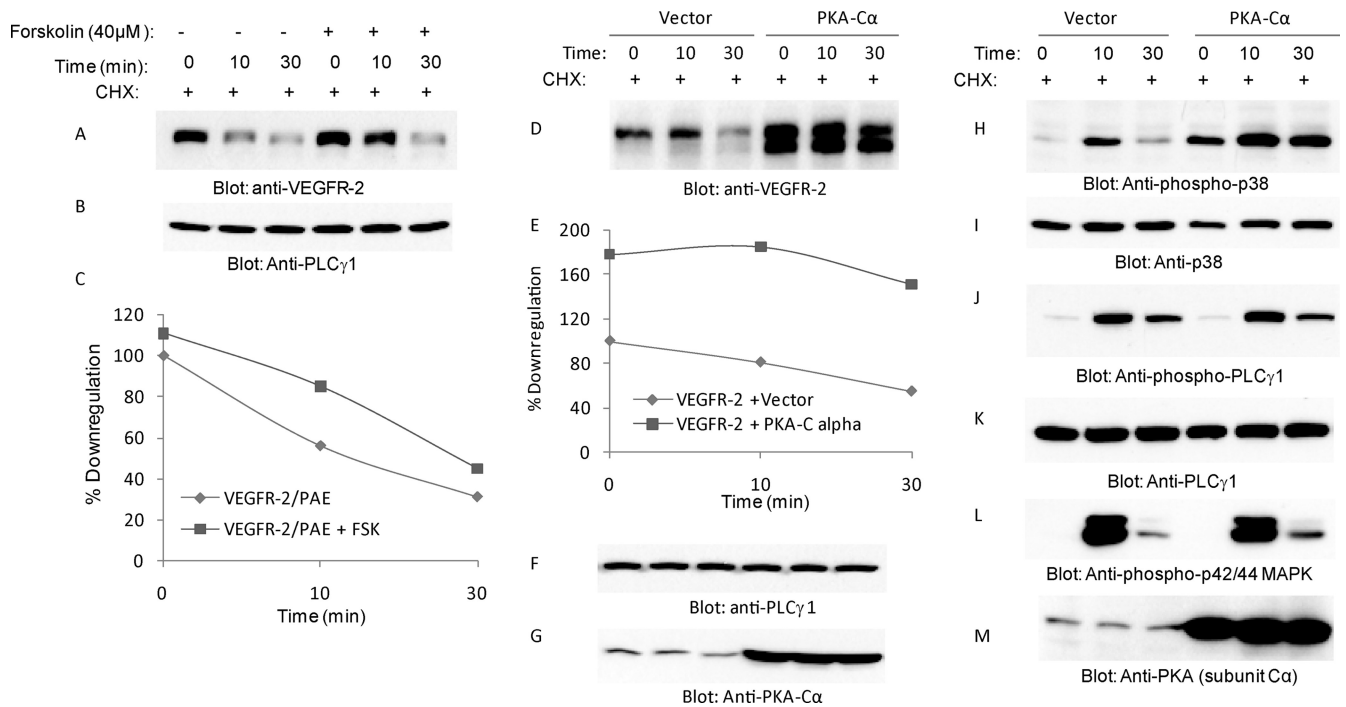 Forskolin (40µM): - - - + + +
Time (min): 0 10 30 0 10 30
CHX: + + + + + +
A
Blot: anti-VEGFR-2
B
Blot: Anti-PLCγ1
C
120
100
80
60
40
20
0
% Downregulation
VEGFR-2/PAE
VEGFR-2/PAE + FSK
0 10 30
Time (min)
Vector PKA-Cα
Time: 0 10 30 0 10 30
CHX: + + + + + +
D
Blot: anti-VEGFR-2
E
200
160
120
80
40
0
% Downregulation
VEGFR-2 +Vector
VEGFR-2 + PKA-C alpha
0 10 30
Time (min)
F
Blot: anti-PLCγ 1
G
Blot: Anti-PKA-Cα
Vector PKA-Cα
Time: 0 10 30 0 10 30
CHX: + + + + + +
H
Blot: Anti-phospho-p38
I
Blot: Anti-p38
J
Blot: Anti-phospho-PLCγ1
K
Blot: Anti-PLCγ1
L
Blot: Anti-phospho-p42/44 MAPK
M
Blot: Anti-PKA (subunit Cα)